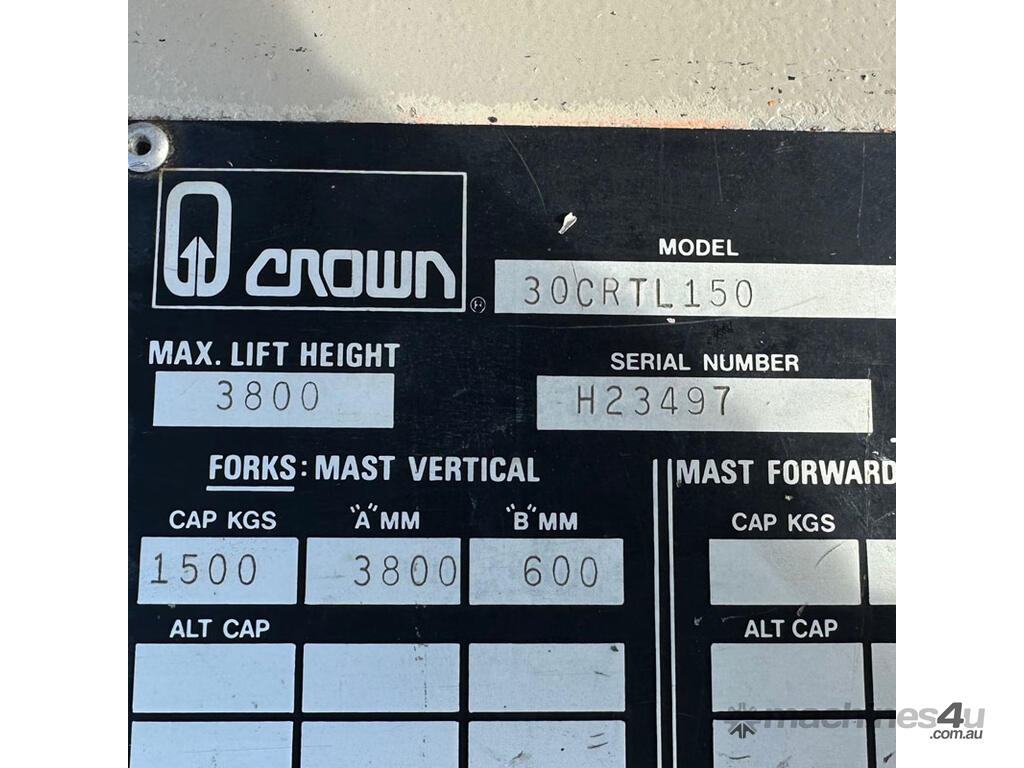 CROWN ®
MODEL
30CRTL150
MAX. LIFT HEIGHT
3800
SERIAL NUMBER
H23497
FORKS: MAST VERTICAL
MAST FORWARD
CAP KGS "A" MM "B" MM
CAP KGS
1500 3800 600
ALT CAP
ALT CAP
machines4u
.com.au